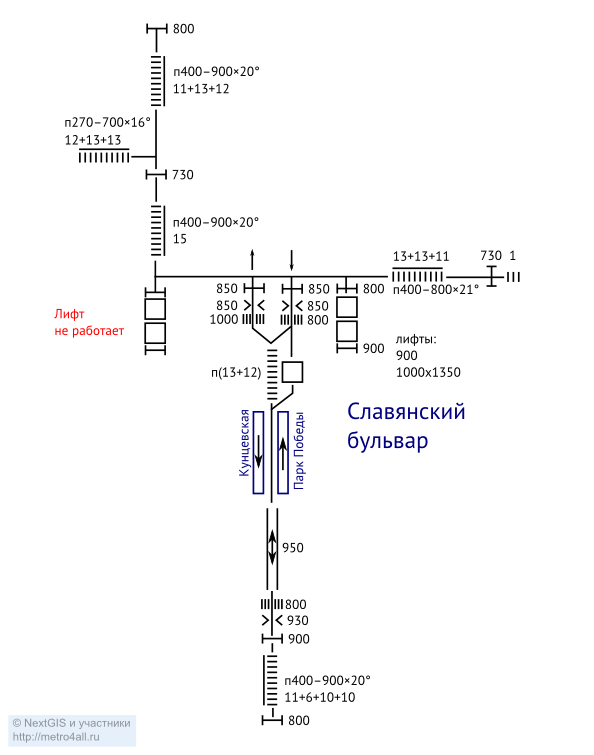 800
п400–900×20°
11+13+12
п270–700×16°
12+13+13
730
п400–900×20°
15
13+13+11
730 1
п400–800×21°
850
850
800
850
850
1000
800
Лифт
не работает
лифты:
900
900
1000х1350
п(13+12)
Славянский
бульвар
Кунцевская
Парк Победы
950
800
930
900
п400–900×20°
11+6+10+10
800
© NextGIS и участники
http://metro4all.ru